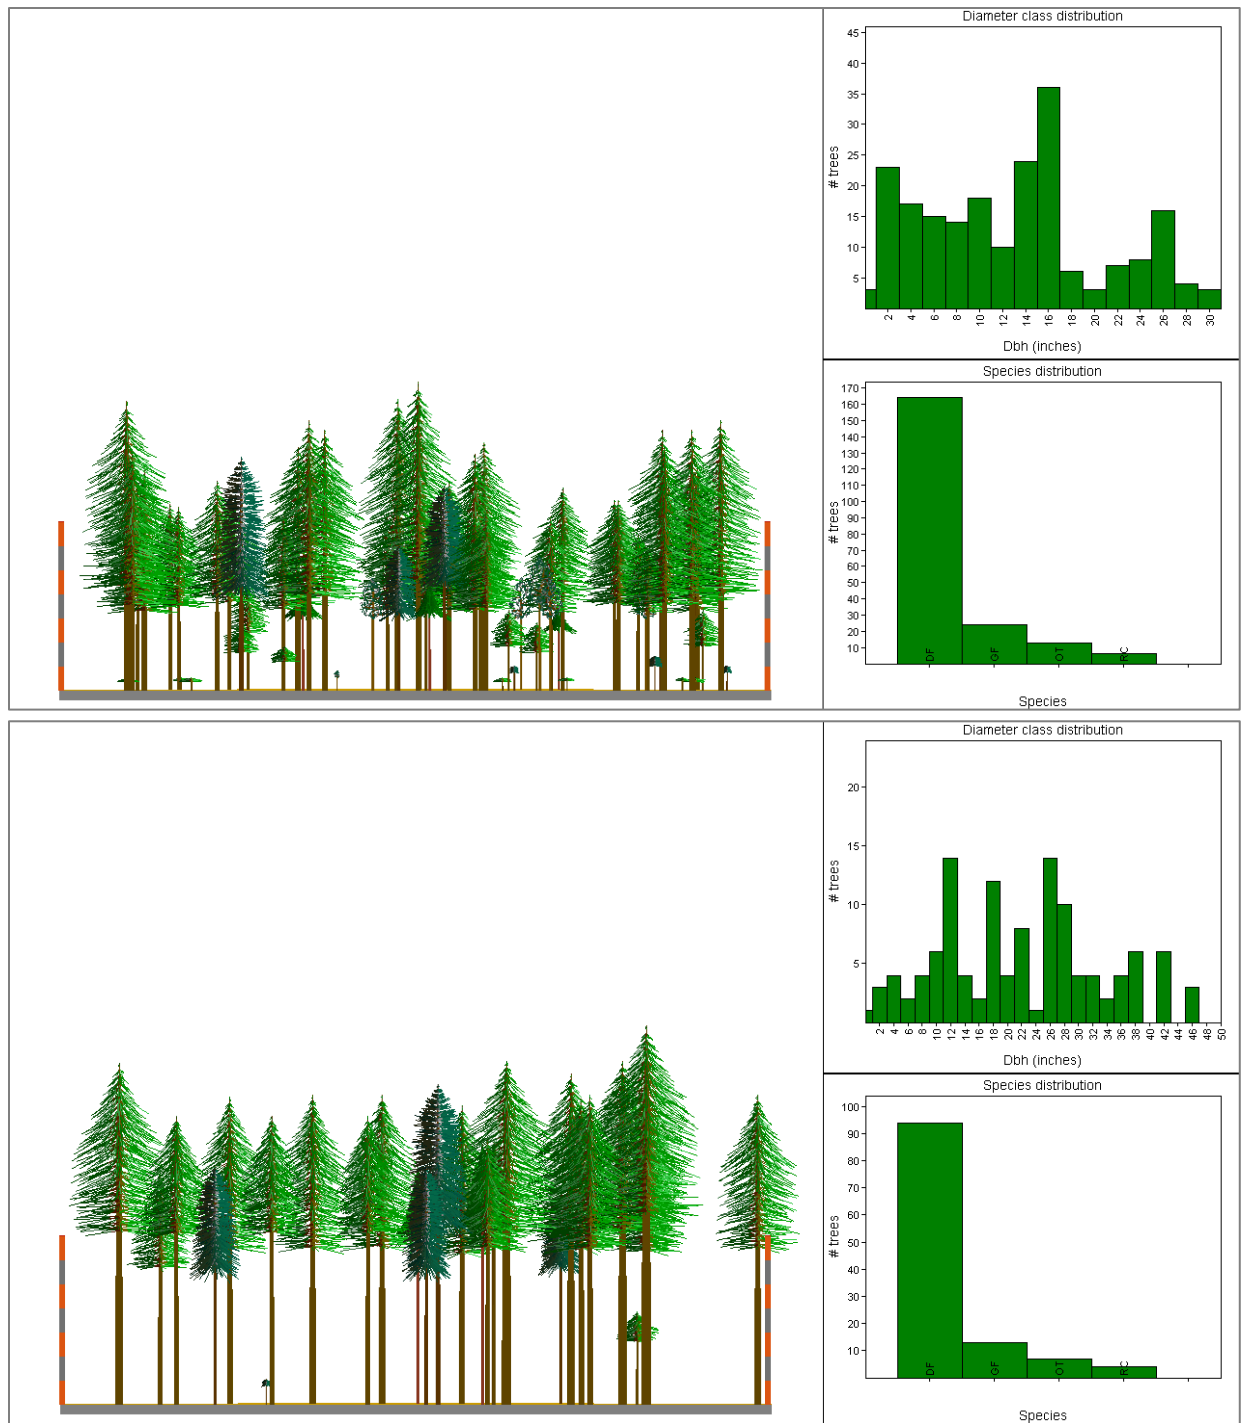 Diameter class distribution
45
40
35
30
25
20
15
10
5
# trees
2 4 6 8 10 12 14 16 18 20 22 24 26 28 30
Dbh (inches)
Species distribution
170
160
150
140
130
120
110
100
90
80
70
60
50
40
30
20
10
# trees
DF GF OT RC
Species
Diameter class distribution
20
15
10
5
# trees
2 4 6 8 10 12 14 16 18 20 22 24 26 28 30 32 34 36 38 40 42 44 46 48 50
Dbh (inches)
Species distribution
100
90
80
70
60
50
40
30
20
10
# trees
DF GF OT RC
Species